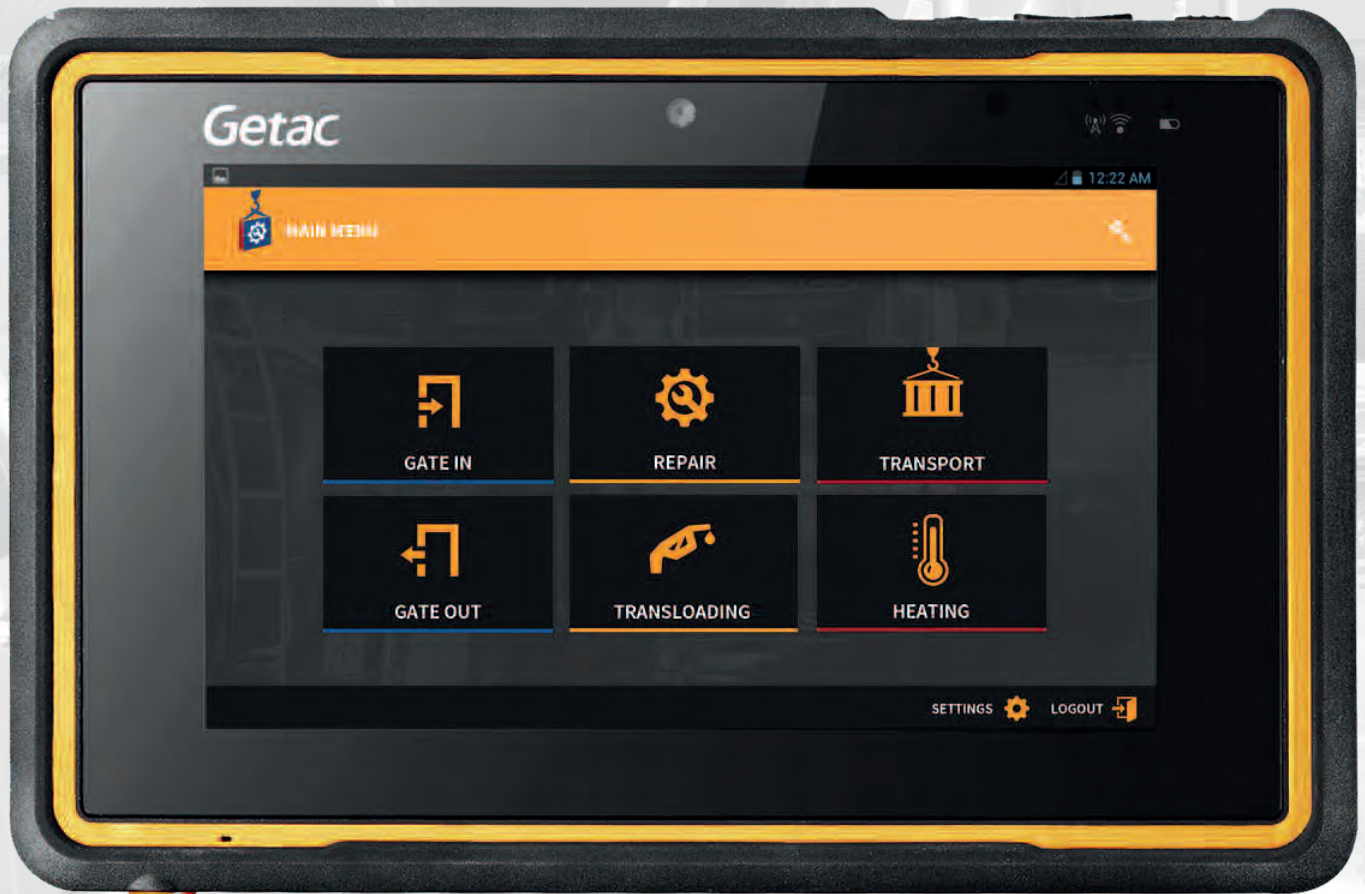 Getac
12:22 AM
MAIN MENU
GATE IN
REPAIR
TRANSPORT
GATE OUT
TRANSLOADING
HEATING
SETTINGS
LOGOUT